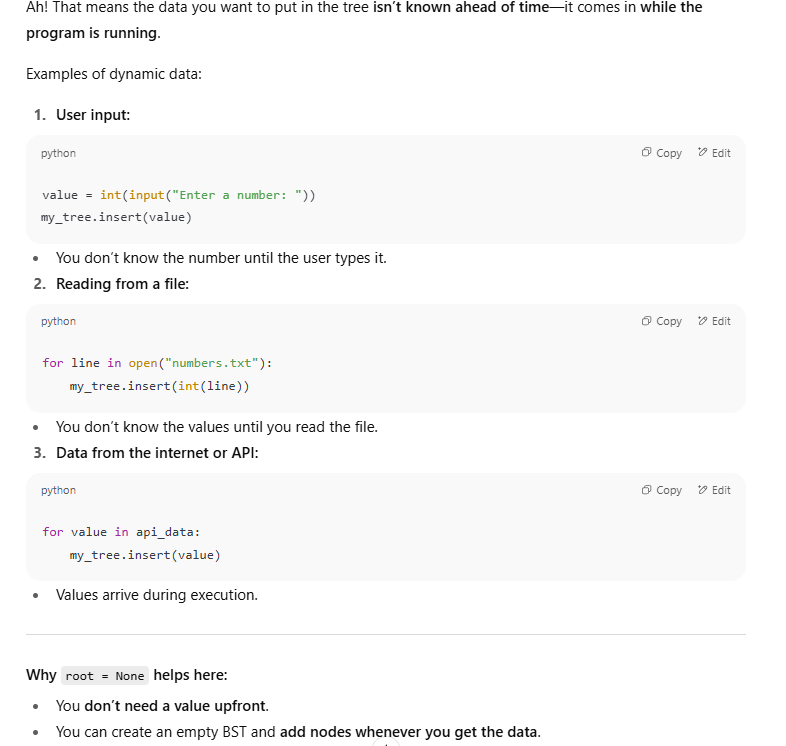 Ah! That means the data you want to put in the tree isn't known ahead of time—it comes in while the
program is running.
Examples of dynamic data:
1. User input:
python
Copy
Edit
value = int(input("Enter a number: "))
my_tree.insert(value)
• You don't know the number until the user types it.
2. Reading from a file:
python
Copy
Edit
for line in open("numbers.txt"):
    my_tree.insert(int(line))
• You don't know the values until you read the file.
3. Data from the internet or API:
python
Copy
Edit
for value in api_data:
    my_tree.insert(value)
• Values arrive during execution.
Why root = None helps here:
• You don't need a value upfront.
• You can create an empty BST and add nodes whenever you get the data.